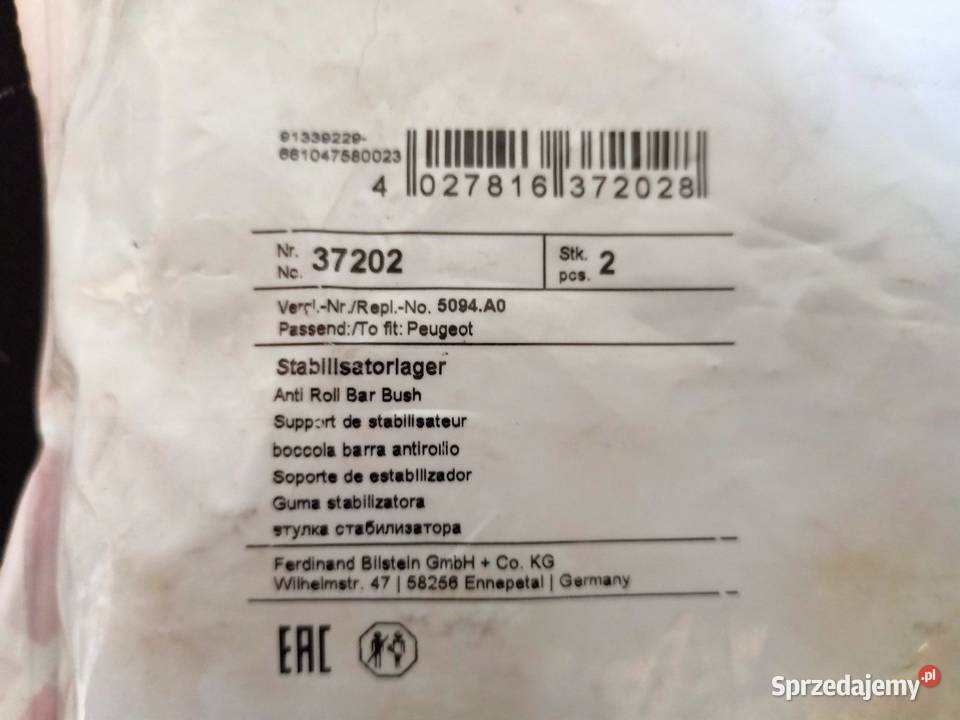 91339229-
661047580023
4 027816 372028
Nr.
No. 37202
Stk.
pcs. 2
Vergl.-Nr./Repl.-No. 5094.A0
Passend:/To fit: Peugeot
Stabilisatorlager
Anti Roll Bar Bush
Support de stabilisateur
boccola barra antirollio
Soporte de estabilizador
Guma stabilizatora
втулка стабилизатора
Ferdinand Bilstein GmbH + Co. KG
Wilhelmstr. 47 | 58256 Ennepetal | Germany
EAC
Sprzedajemy.pl